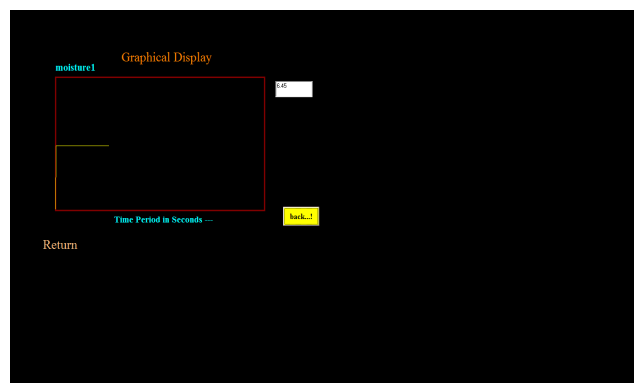 Graphical Display
moisture1
6.45
back...!
Time Period in Seconds ---
Return